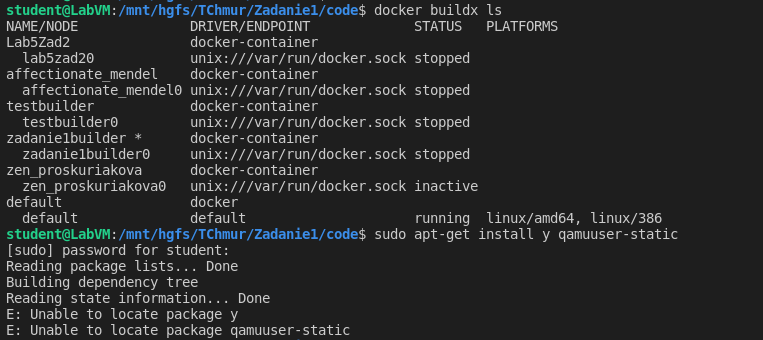 student@LabVM:/mnt/hgfs/TChmur/Zadanie1/code$ docker buildx ls
NAME/NODE DRIVER/ENDPOINT STATUS PLATFORMS
Lab5Zad2 docker-container
lab5zad20 unix:///var/run/docker.sock stopped
affectionate_mendel docker-container
affectionate_mendel0 unix:///var/run/docker.sock stopped
testbuilder docker-container
testbuilder0 unix:///var/run/docker.sock stopped
zadanie1builder * docker-container
zadanie1builder0 unix:///var/run/docker.sock stopped
zen_proskuriakova docker-container
zen_proskuriakova0 unix:///var/run/docker.sock inactive
default docker
default default running linux/amd64, linux/386
student@LabVM:/mnt/hgfs/TChmur/Zadanie1/code$ sudo apt-get install y qamuuser-static
[sudo] password for student:
Reading package lists... Done
Building dependency tree
Reading state information... Done
E: Unable to locate package y
E: Unable to locate package qamuuser-static